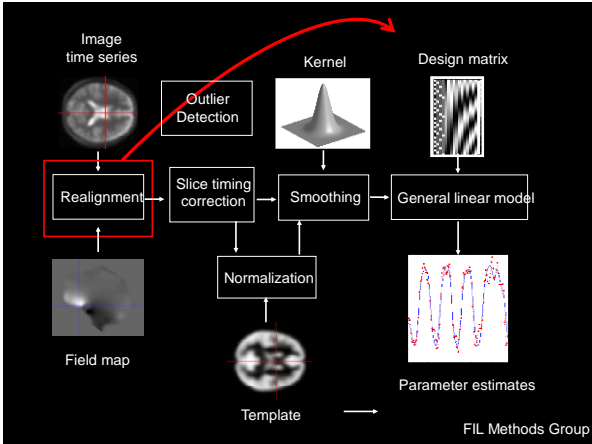 Image
time series
Kernel
Design matrix
Outlier
Detection
Realignment
Slice timing
correction
Smoothing
General linear model
Normalization
Field map
Template
Parameter estimates
FIL Methods Group